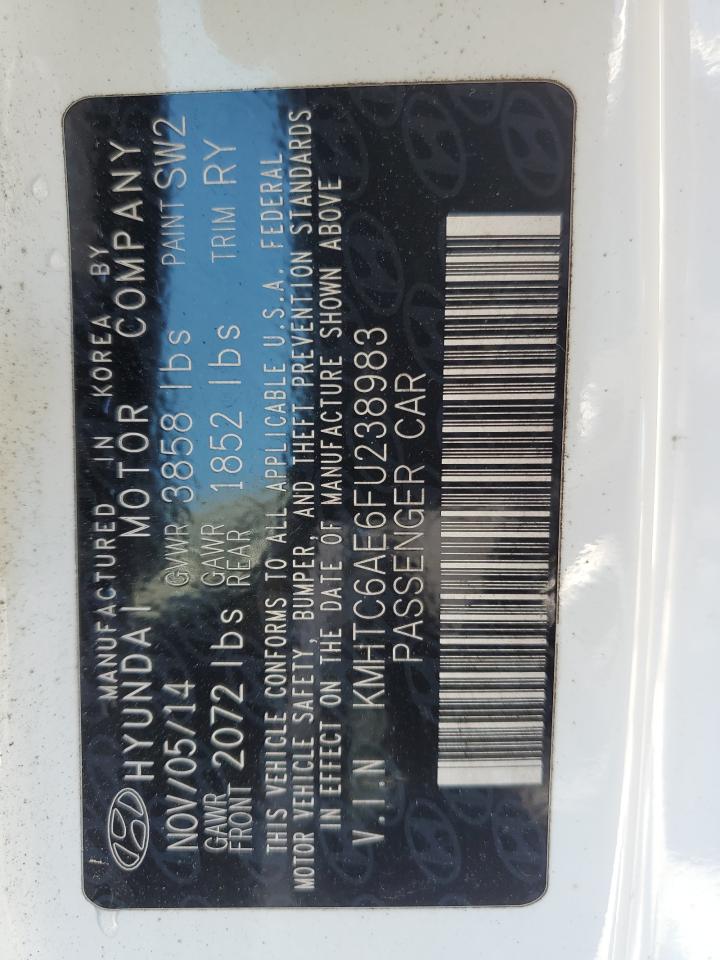 MANUFACTURED IN KOREA BY
HYUNDAI MOTOR COMPANY
NOV/05/14 GVWR 3858 lbs PAINT SW2
GAWR FRONT 2072 lbs GAWR REAR 1852 lbs TRIM RY
THIS VEHICLE CONFORMS TO ALL APPLICABLE U.S.A. FEDERAL
MOTOR VEHICLE SAFETY, BUMPER, AND THEFT PREVENTION STANDARDS
IN EFFECT ON THE DATE OF MANUFACTURE SHOWN ABOVE
V.I.N KMHTC6AE6FU238983
PASSENGER CAR